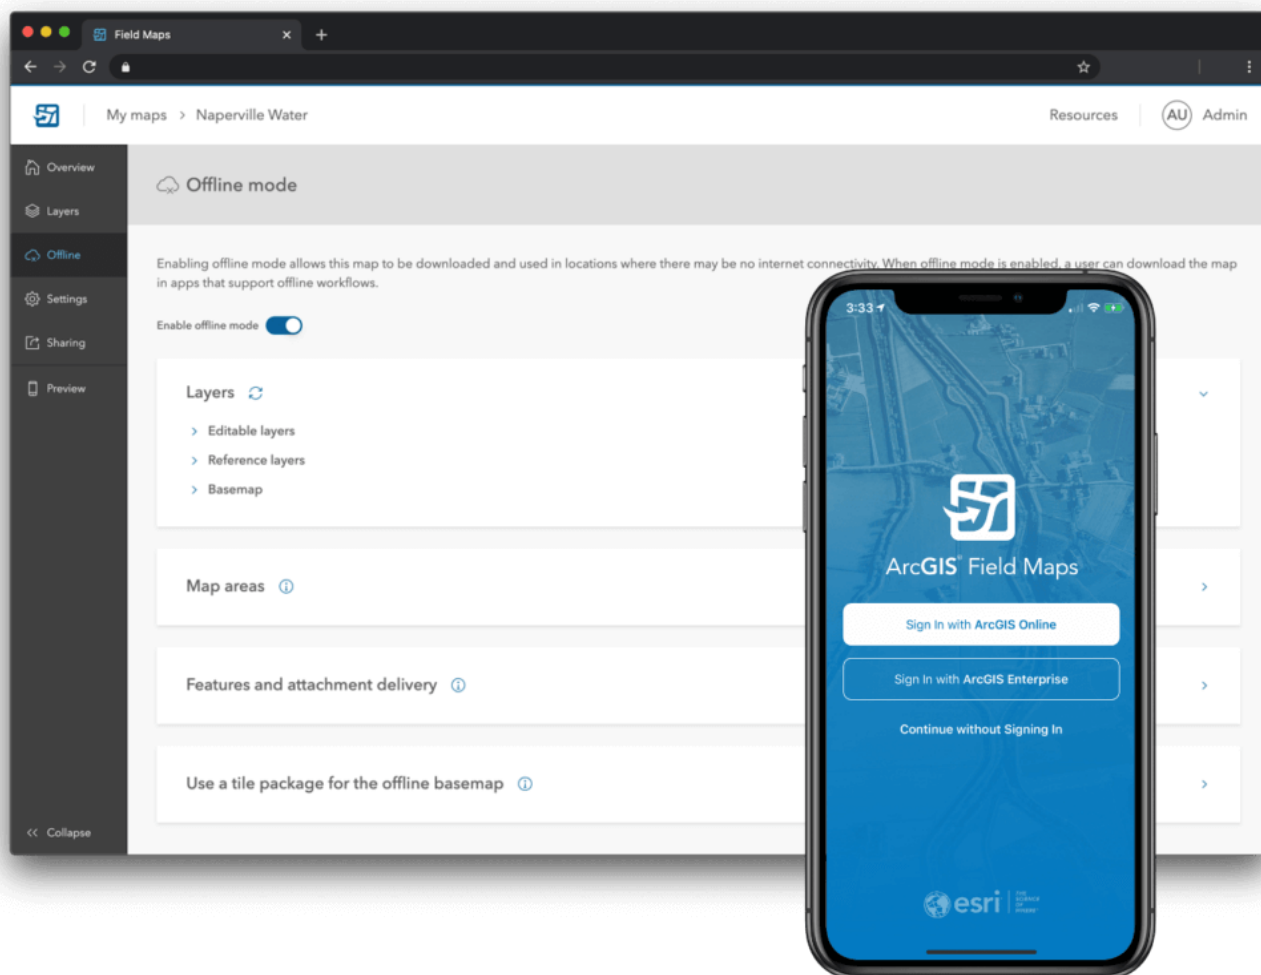 Field Maps
My maps > Naperville Water
Resources
AU Admin
Overview
Layers
Offline
Settings
Sharing
Preview
<< Collapse
Offline mode
Enabling offline mode allows this map to be downloaded and used in locations where there may be no internet connectivity. When offline mode is enabled, a user can download the map
in apps that support offline workflows.
Enable offline mode
Layers
Editable layers
Reference layers
Basemap
Map areas
Features and attachment delivery
Use a tile package for the offline basemap
3:33
ArcGIS® Field Maps
Sign In with ArcGIS Online
Sign In with ArcGIS Enterprise
Continue without Signing In
esri
THE
SCIENCE
OF
WHERE